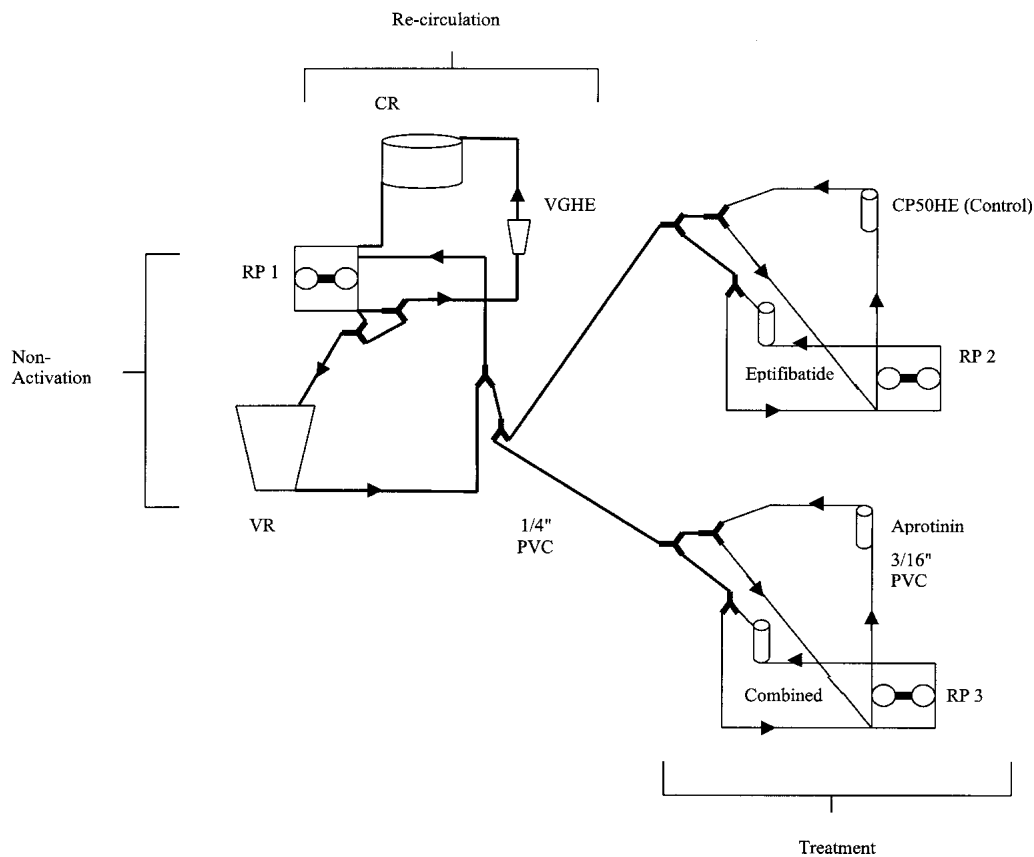 Re-circulation
CR
VGHE
CP50HE (Control)
RP 1
Non-
Activation
Eptifibatide
RP 2
VR
1/4"
PVC
Aprotinin
3/16"
PVC
Combined
RP 3
Treatment